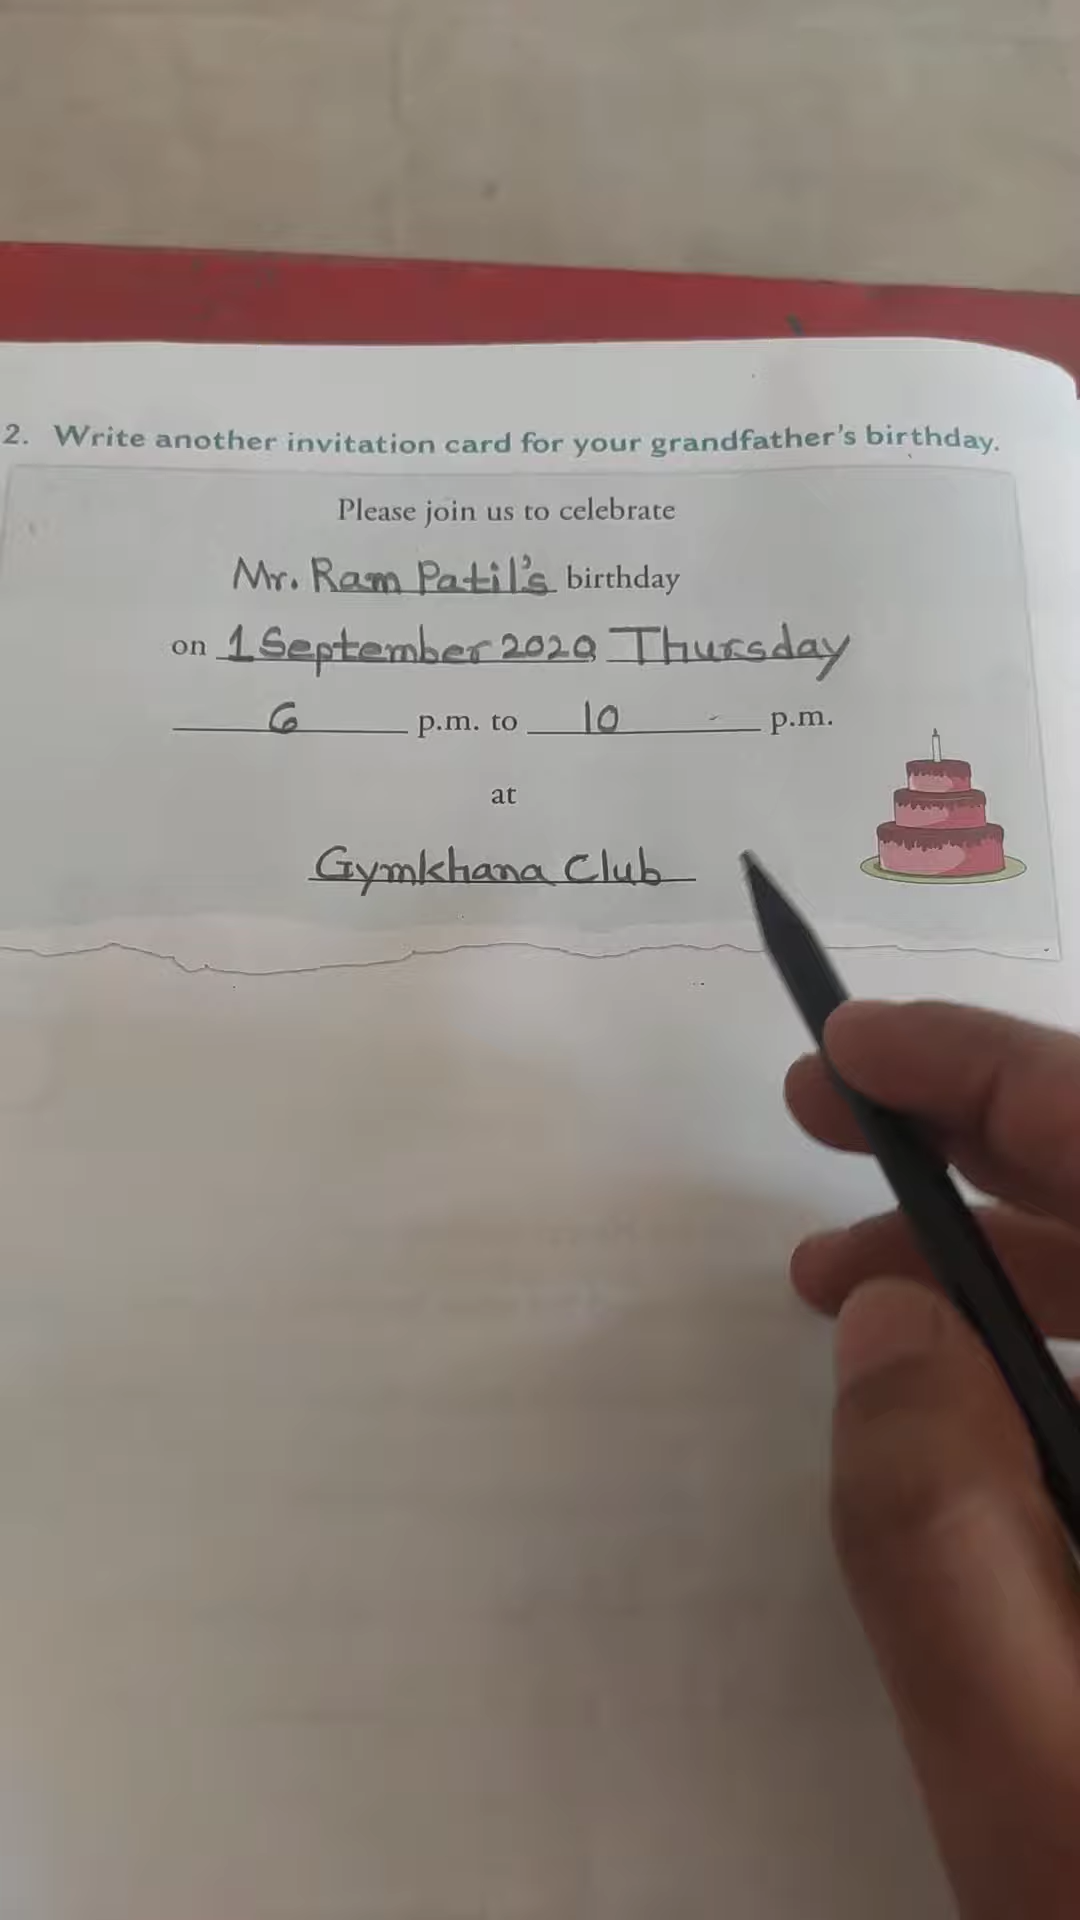 2. Write another invitation card for your grandfather's birthday.
Please join us to celebrate
Mr. Ram Patil's birthday
on 1 September 2020, Thursday
6 p.m. to 10 p.m.
at
Gymkhana Club